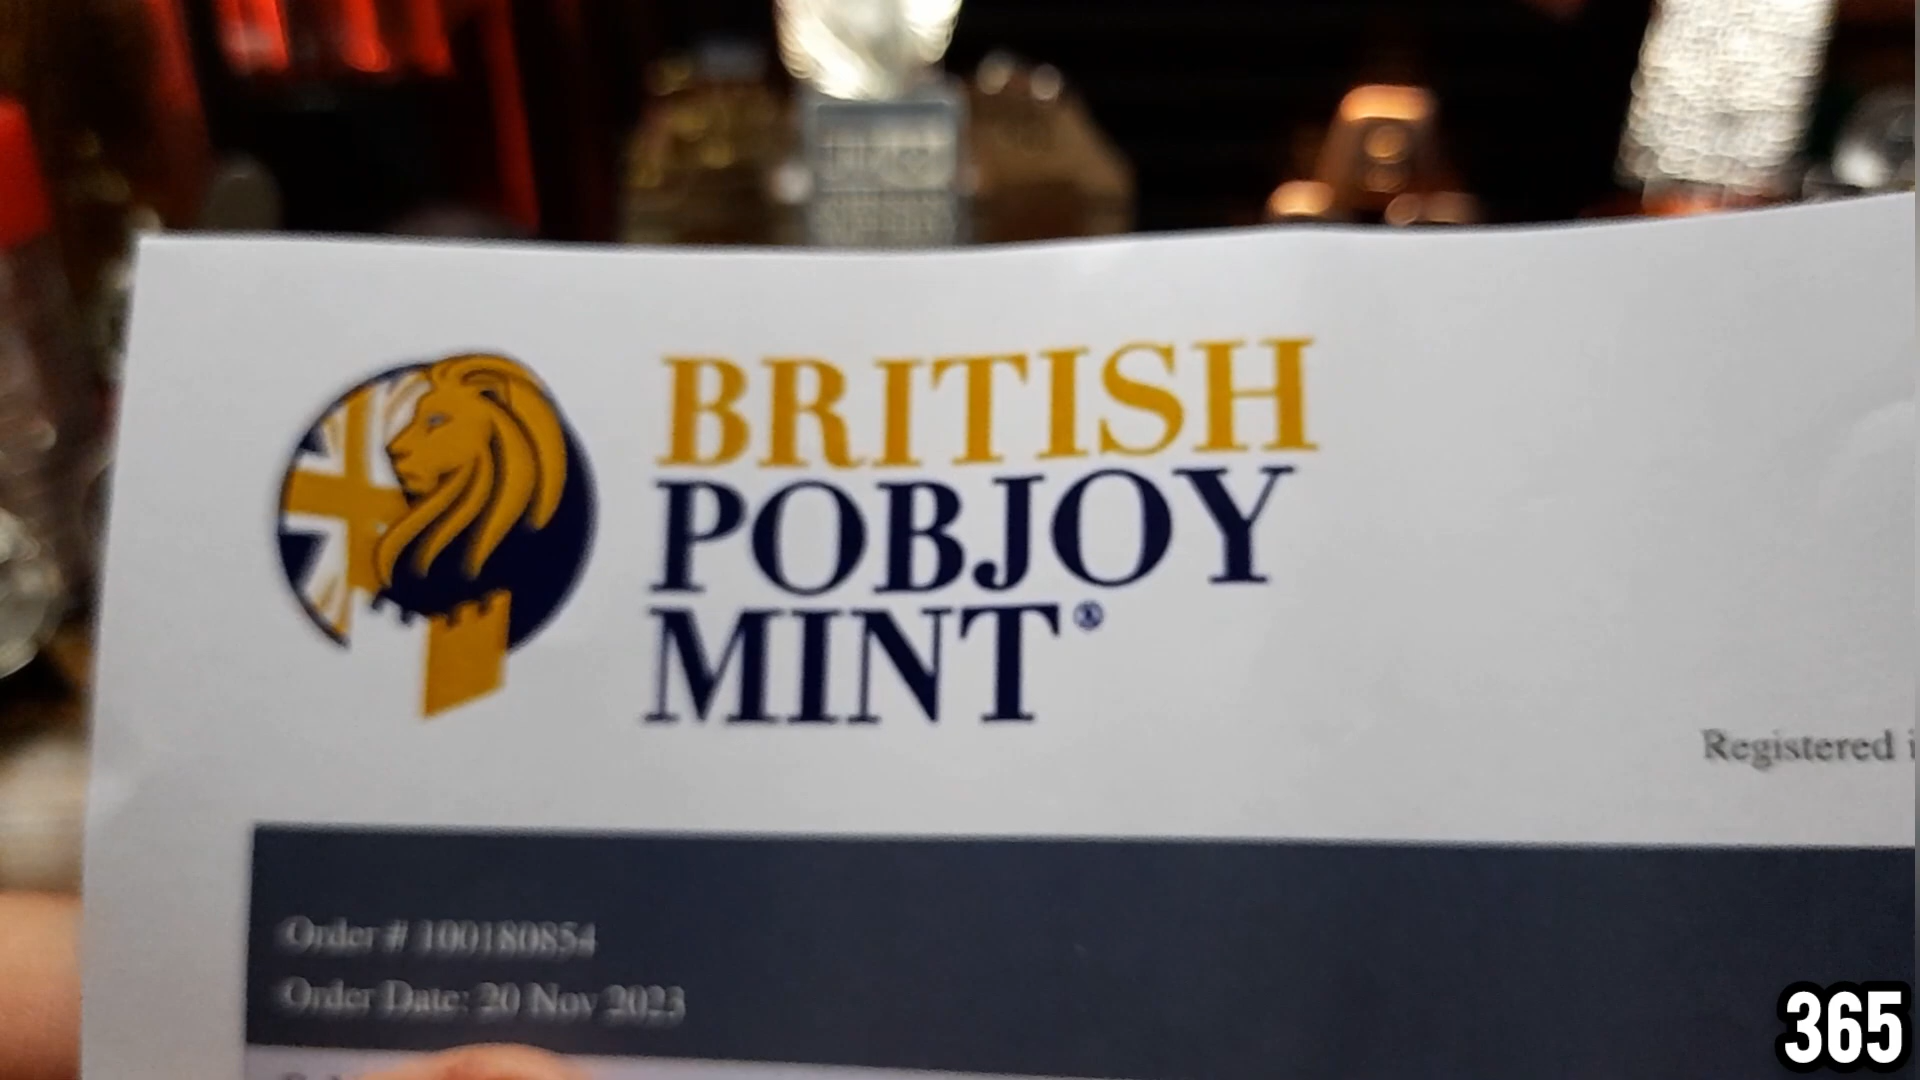 BRITISH
POBJOY
MINT®
Registered
Order # 100180854
Order Date: 20 Nov 2023
365